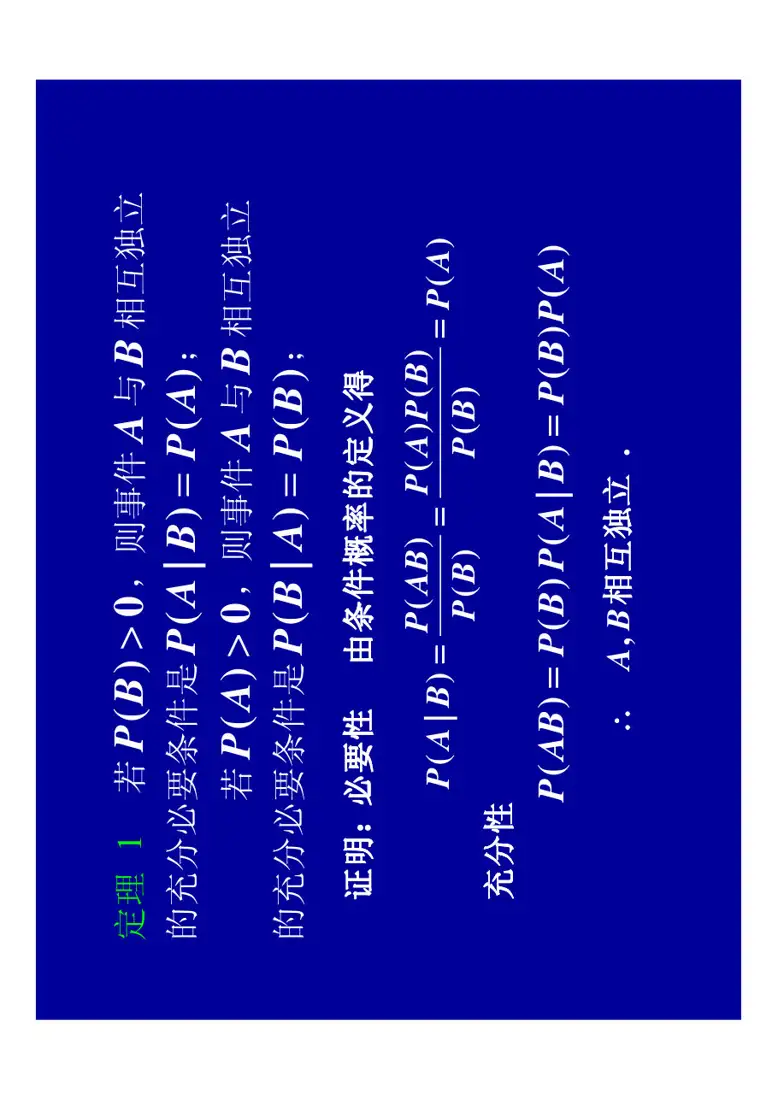 定理 1 若 P(B) > 0，则事件 A 与 B 相互独立
的充分必要条件是 P(A|B) = P(A)；
若 P(A) > 0，则事件 A 与 B 相互独立
的充分必要条件是 P(B|A) = P(B)；
证明：必要性 由条件概率的定义得
P(A|B) = P(AB)/P(B) = P(A)P(B)/P(B) = P(A)
充分性
P(AB) = P(B)P(A|B) = P(B)P(A)
∴ A,B相互独立．